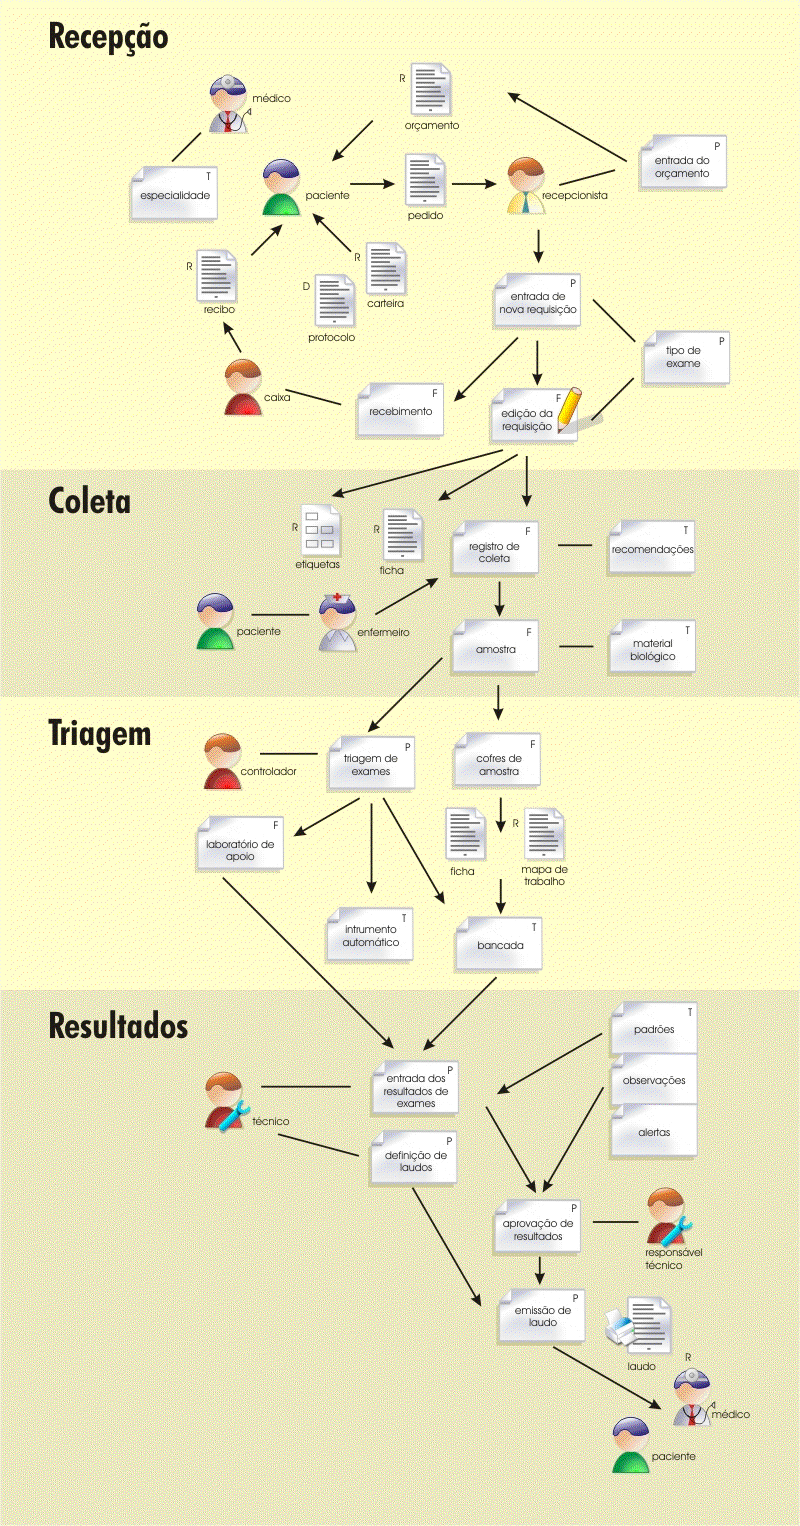 Recepção
médico
R
orçamento
P
entrada do
orçamento
T
especialidade
paciente
pedido
recepcionista
R
recibo
D
protocolo
R
carteira
P
entrada de
nova requisição
P
tipo de
exame
caixa
F
recebimento
F
edição da
requisição
Coleta
R
etiquetas
R
ficha
F
registro de
coleta
T
recomendações
paciente
enfermeiro
F
amostra
T
material
biológico
Triagem
controlador
P
triagem de
exames
F
cofres de
amostra
F
laboratório de
apoio
ficha
R
mapa de
trabalho
T
intrumento
automático
T
bancada
Resultados
T
padrões
observações
alertas
técnico
P
entrada dos
resultados de
exames
P
definição de
laudos
P
aprovação de
resultados
responsável
técnico
P
emissão de
laudo
laudo
R
médico
paciente